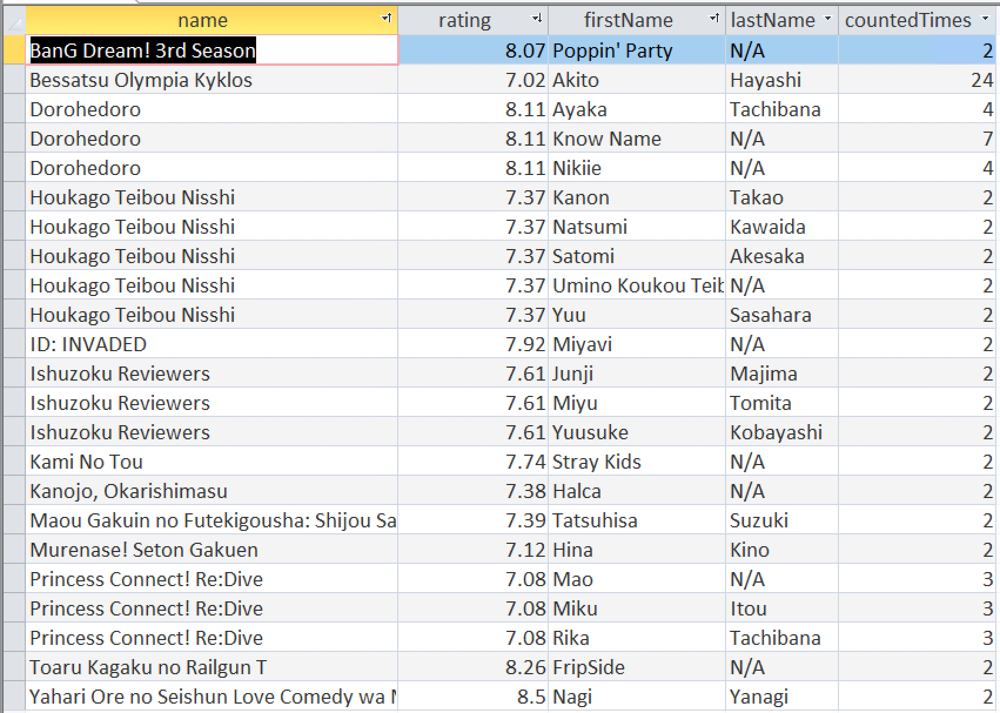 name rating firstName lastName countedTimes
BanG Dream! 3rd Season 8.07 Poppin' Party N/A 2
Bessatsu Olympia Kyklos 7.02 Akito Hayashi 24
Dorohedoro 8.11 Ayaka Tachibana 4
Dorohedoro 8.11 Know Name N/A 7
Dorohedoro 8.11 Nikiie N/A 4
Houkago Teibou Nisshi 7.37 Kanon Takao 2
Houkago Teibou Nisshi 7.37 Natsumi Kawaida 2
Houkago Teibou Nisshi 7.37 Satomi Akesaka 2
Houkago Teibou Nisshi 7.37 Umino Koukou Teib N/A 2
Houkago Teibou Nisshi 7.37 Yuu Sasahara 2
ID: INVADED 7.92 Miyavi N/A 2
Ishuzoku Reviewers 7.61 Junji Majima 2
Ishuzoku Reviewers 7.61 Miyu Tomita 2
Ishuzoku Reviewers 7.61 Yuusuke Kobayashi 2
Kami No Tou 7.74 Stray Kids N/A 2
Kanojo, Okarishimasu 7.38 Halca N/A 2
Maou Gakuin no Futekigousha: Shijou Sa 7.39 Tatsuhisa Suzuki 2
Murenase! Seton Gakuen 7.12 Hina Kino 2
Princess Connect! Re:Dive 7.08 Mao N/A 3
Princess Connect! Re:Dive 7.08 Miku Itou 3
Princess Connect! Re:Dive 7.08 Rika Tachibana 3
Toaru Kagaku no Railgun T 8.26 FripSide N/A 2
Yahari Ore no Seishun Love Comedy wa 8.5 Nagi Yanagi 2